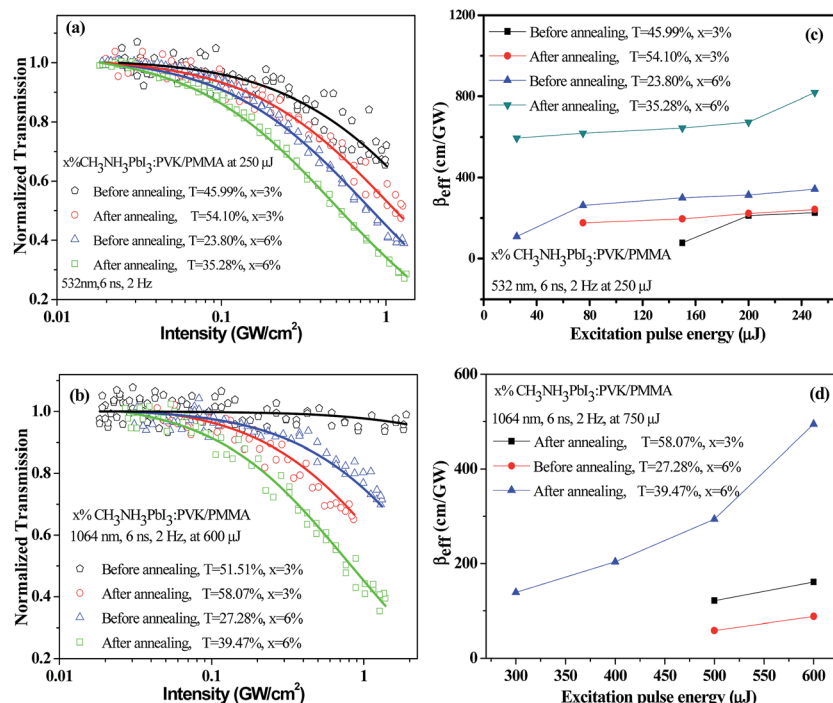 (a)
Normalized Transmission
1.0
0.8
0.6
0.4
0.2
x%CH3NH3PbI3:PVK/PMMA at 250 μJ
Before annealing, T=45.99%, x=3%
After annealing, T=54.10%, x=3%
Before annealing, T=23.80%, x=6%
After annealing, T=35.28%, x=6%
532nm,6 ns, 2 Hz
0.01 0.1 1
Intensity (GW/cm²)
(c)
βeff (cm/GW)
1200
800
400
0
Before annealing, T=45.99%, x=3%
After annealing, T=54.10%, x=3%
Before annealing, T=23.80%, x=6%
After annealing, T=35.28%, x=6%
x% CH3NH3PbI3:PVK/PMMA
532 nm, 6 ns, 2 Hz at 250 μJ
0 40 80 120 160 200 240
Excitation pulse energy (μJ)
(b)
Normalized Transmission
1.0
0.8
0.6
0.4
0.2
x% CH3NH3PbI3:PVK/PMMA
1064 nm, 6 ns, 2 Hz, at 600 μJ
Before annealing, T=51.51%, x=3%
After annealing, T=58.07%, x=3%
Before annealing, T=27.28%, x=6%
After annealing, T=39.47%, x=6%
0.01 0.1 1
Intensity (GW/cm²)
(d)
βeff (cm/GW)
600
400
200
0
x% CH3NH3PbI3:PVK/PMMA
1064 nm, 6 ns, 2 Hz, at 750 μJ
After annealing, T=58.07%, x=3%
Before annealing, T=27.28%, x=6%
After annealing, T=39.47%, x=6%
300 350 400 450 500 550 600
Excitation pulse energy (μJ)